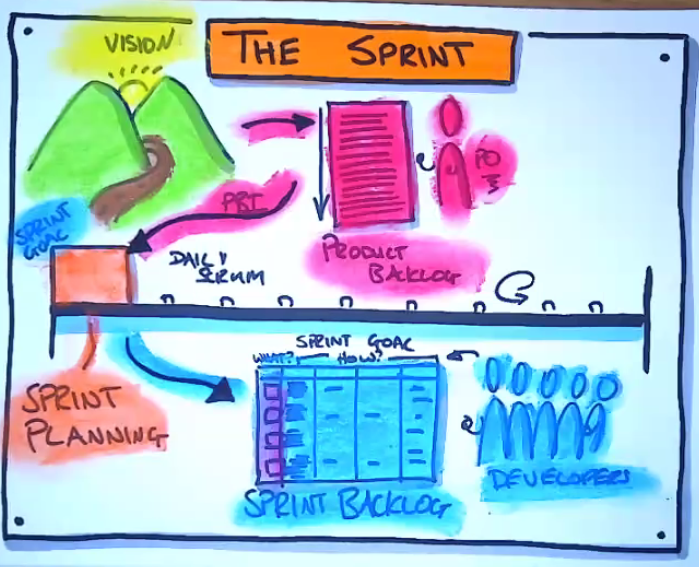 VISION
THE SPRINT
PO
PBI
SPRINT
GOAL
PRODUCT
BACKLOG
DAILY
SCRUM
SPRINT GOAL
WHAT? HOW?
SPRINT
PLANNING
SPRINT BACKLOG
DEVELOPERS